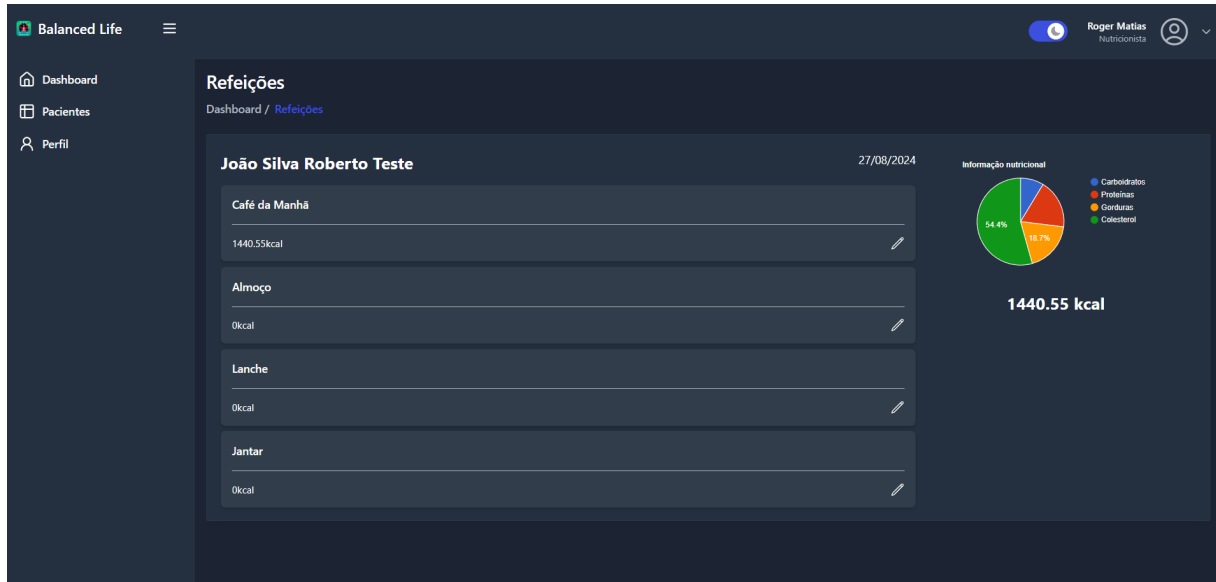 Balanced Life
Roger Matias
Nutricionista
Dashboard
Pacientes
Perfil
Refeições
Dashboard / Refeições
João Silva Roberto Teste
27/08/2024
Café da Manhã
1440.55kcal
Almoço
0kcal
Lanche
0kcal
Jantar
0kcal
Informação nutricional
Carboidratos
Proteínas
Gorduras
Colesterol
54.4%
18.7%
1440.55 kcal